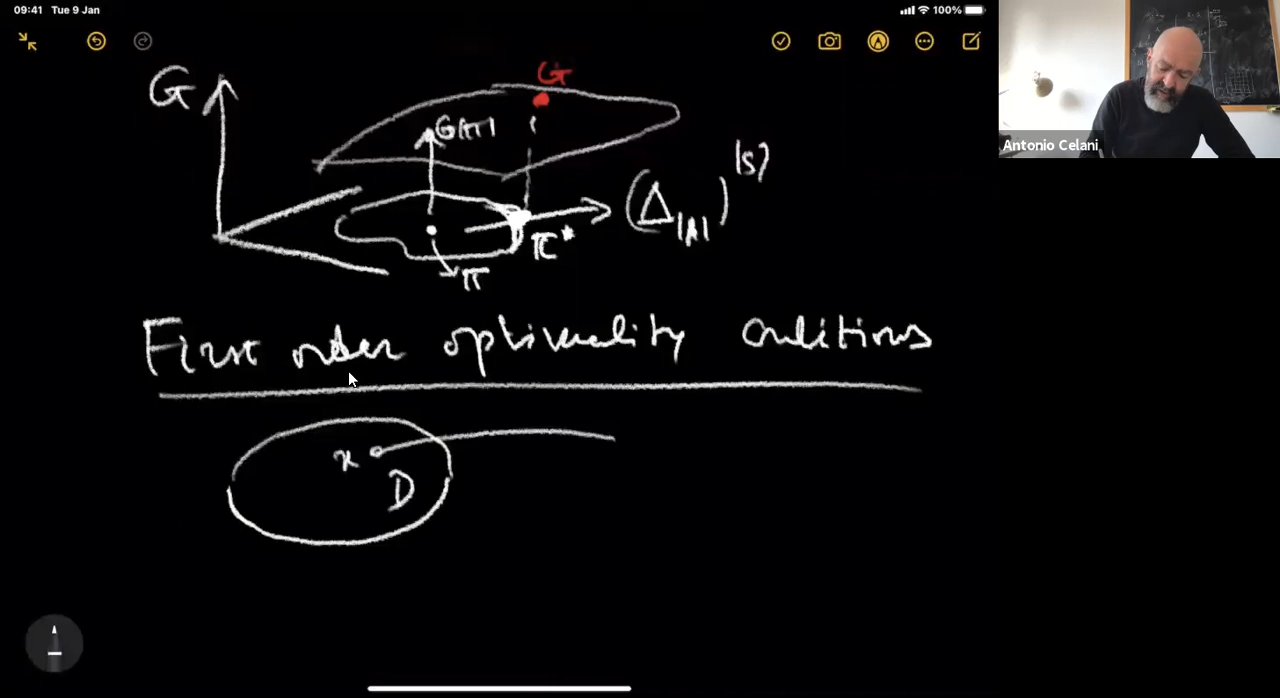 09:41 Tue 9 Jan
100%
G
G
G(π)
(Δ|A|)|S|
π*
π
First order optimality conditions
x
D
Antonio Celani